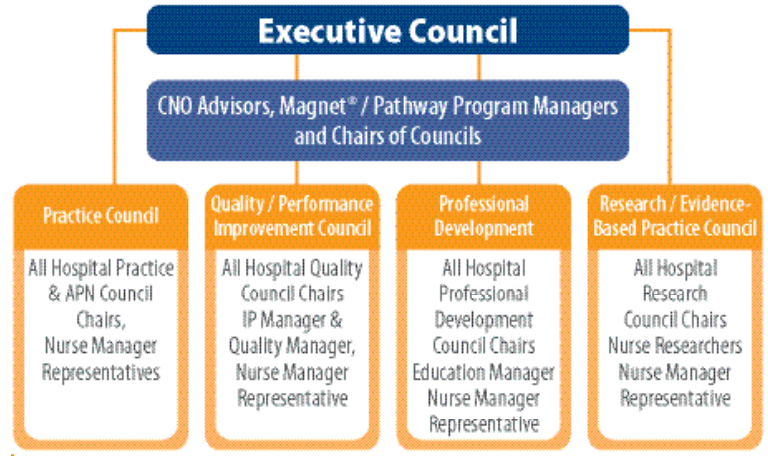 Executive Council
CNO Advisors, Magnet® / Pathway Program Managers
and Chairs of Councils
Practice Council
All Hospital Practice
& APN Council
Chairs,
Nurse Manager
Representatives
Quality / Performance
Improvement Council
All Hospital Quality
Council Chairs
IP Manager &
Quality Manager,
Nurse Manager
Representative
Professional
Development
All Hospital
Professional
Development
Council Chairs
Education Manager
Nurse Manager
Representative
Research / Evidence-
Based Practice Council
All Hospital
Research
Council Chairs
Nurse Researchers
Nurse Manager
Representative